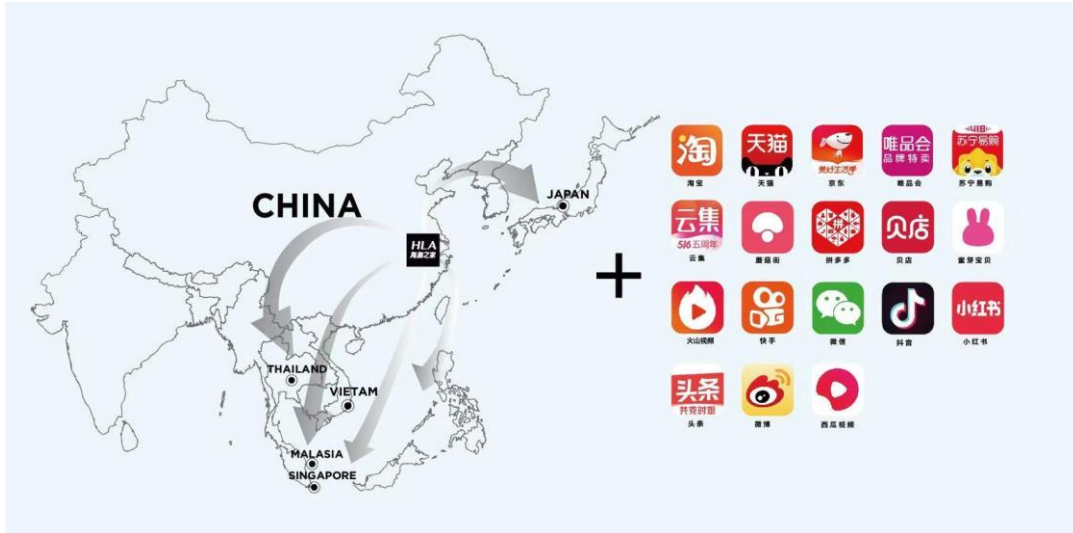 CHINA
JAPAN
HLA
海澜之家
THAILAND
VIETAM
MALASIA
SINGAPORE
淘
天猫
唯品会
品牌特卖
418
苏宁易购
淘宝
天猫
京东
唯品会
苏宁易购
云集
516五周年
拼
贝店
云集
蘑菇街
拼多多
贝店
蜜芽宝贝
小红书
火山视频
快手
微信
抖音
小红书
头条
头条
微博
西瓜视频